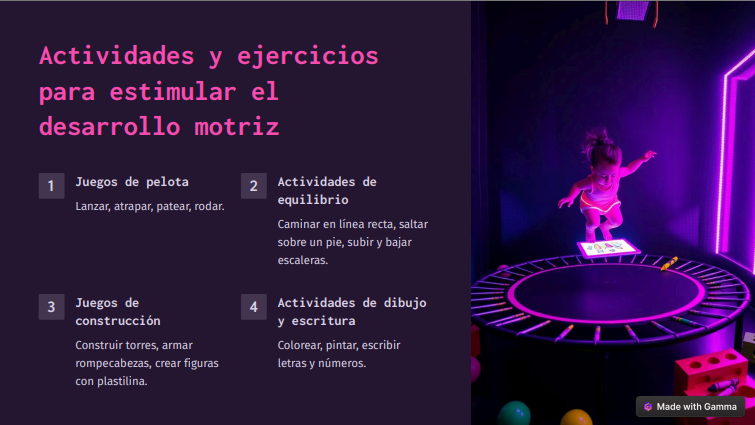 Actividades y ejercicios
para estimular el
desarrollo motriz
1
Juegos de pelota
Lanzar, atrapar, patear, rodar.
2
Actividades de
equilibrio
Caminar en línea recta, saltar
sobre un pie, subir y bajar
escaleras.
3
Juegos de
construcción
Construir torres, armar
rompecabezas, crear figuras
con plastilina.
4
Actividades de dibujo
y escritura
Colorear, pintar, escribir
letras y números.
Made with Gamma